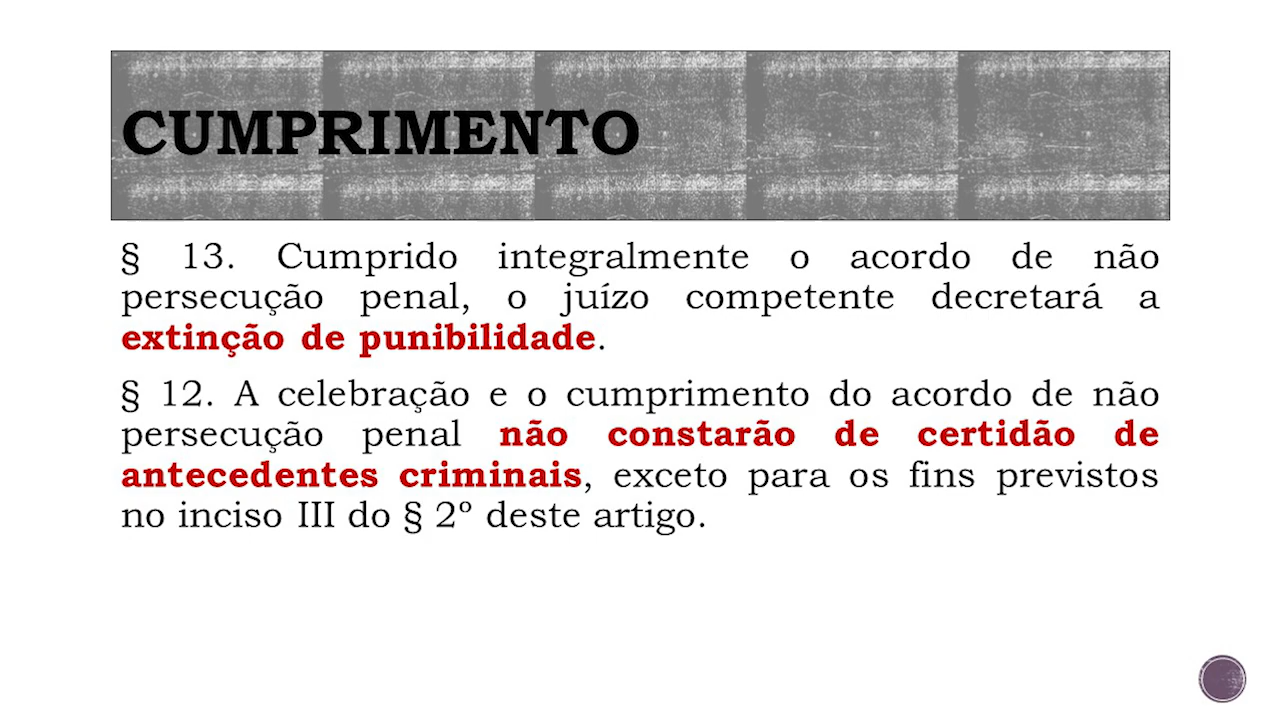 CUMPRIMENTO
§ 13. Cumprido integralmente o acordo de não
persecução penal, o juízo competente decretará a
extinção de punibilidade.
§ 12. A celebração e o cumprimento do acordo de não
persecução penal não constarão de certidão de
antecedentes criminais, exceto para os fins previstos
no inciso III do § 2º deste artigo.